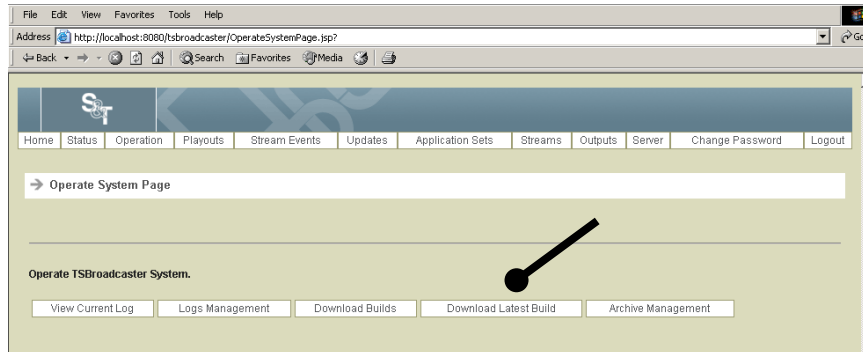 File Edit View Favorites Tools Help
Address http://localhost:8080/tsbroadcaster/OperateSystemPage.jsp? Go
Back Search Favorites Media
S&T
Home Status Operation Playouts Stream Events Updates Application Sets Streams Outputs Server Change Password Logout
Operate System Page
Operate TSBroadcaster System.
View Current Log Logs Management Download Builds Download Latest Build Archive Management